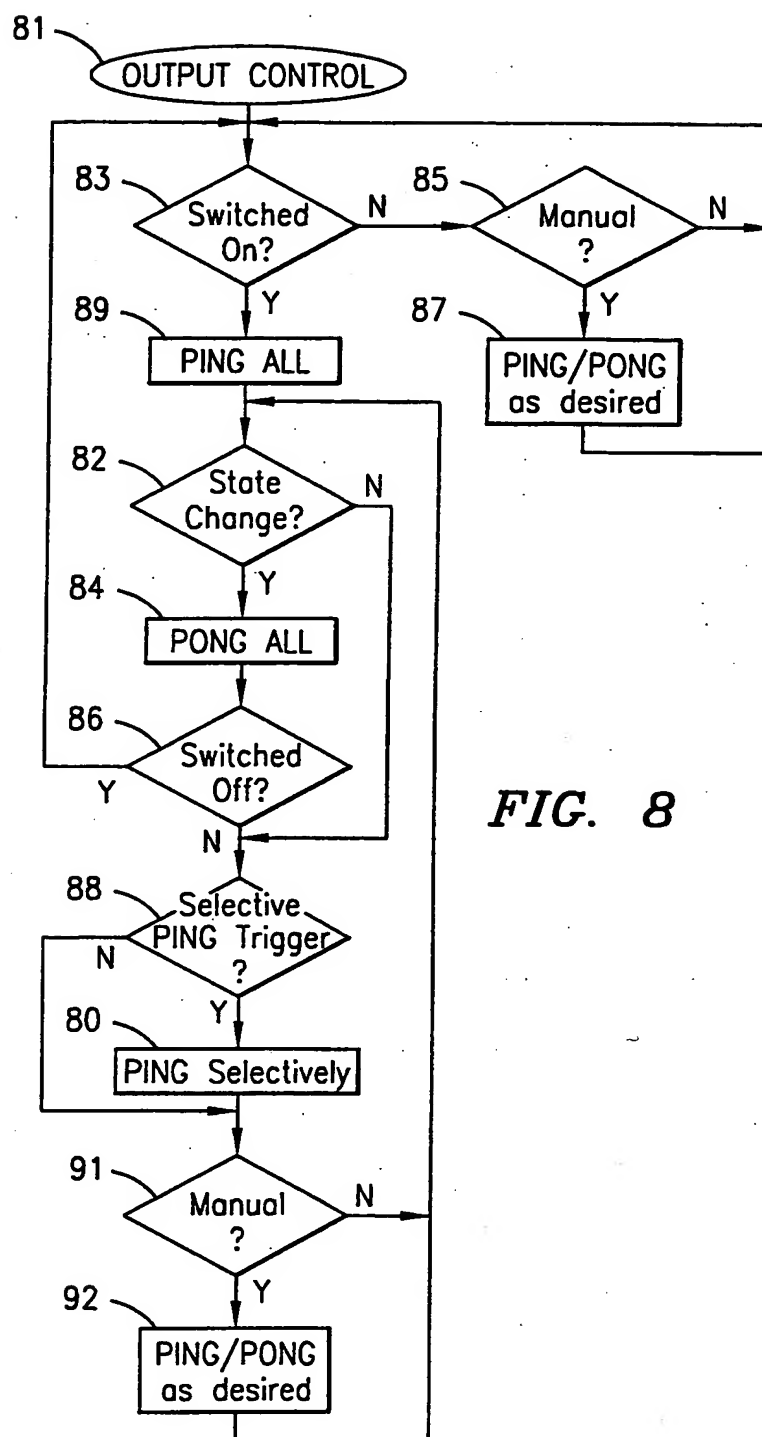 81
OUTPUT CONTROL
83
Switched
On?
N
Y
85
Manual
?
N
Y
89
PING ALL
87
PING/PONG
as desired
82
State
Change?
N
Y
84
PONG ALL
86
Switched
Off?
Y
N
FIG. 8
88
Selective
PING Trigger
?
N
Y
80
PING Selectively
91
Manual
?
N
Y
92
PING/PONG
as desired